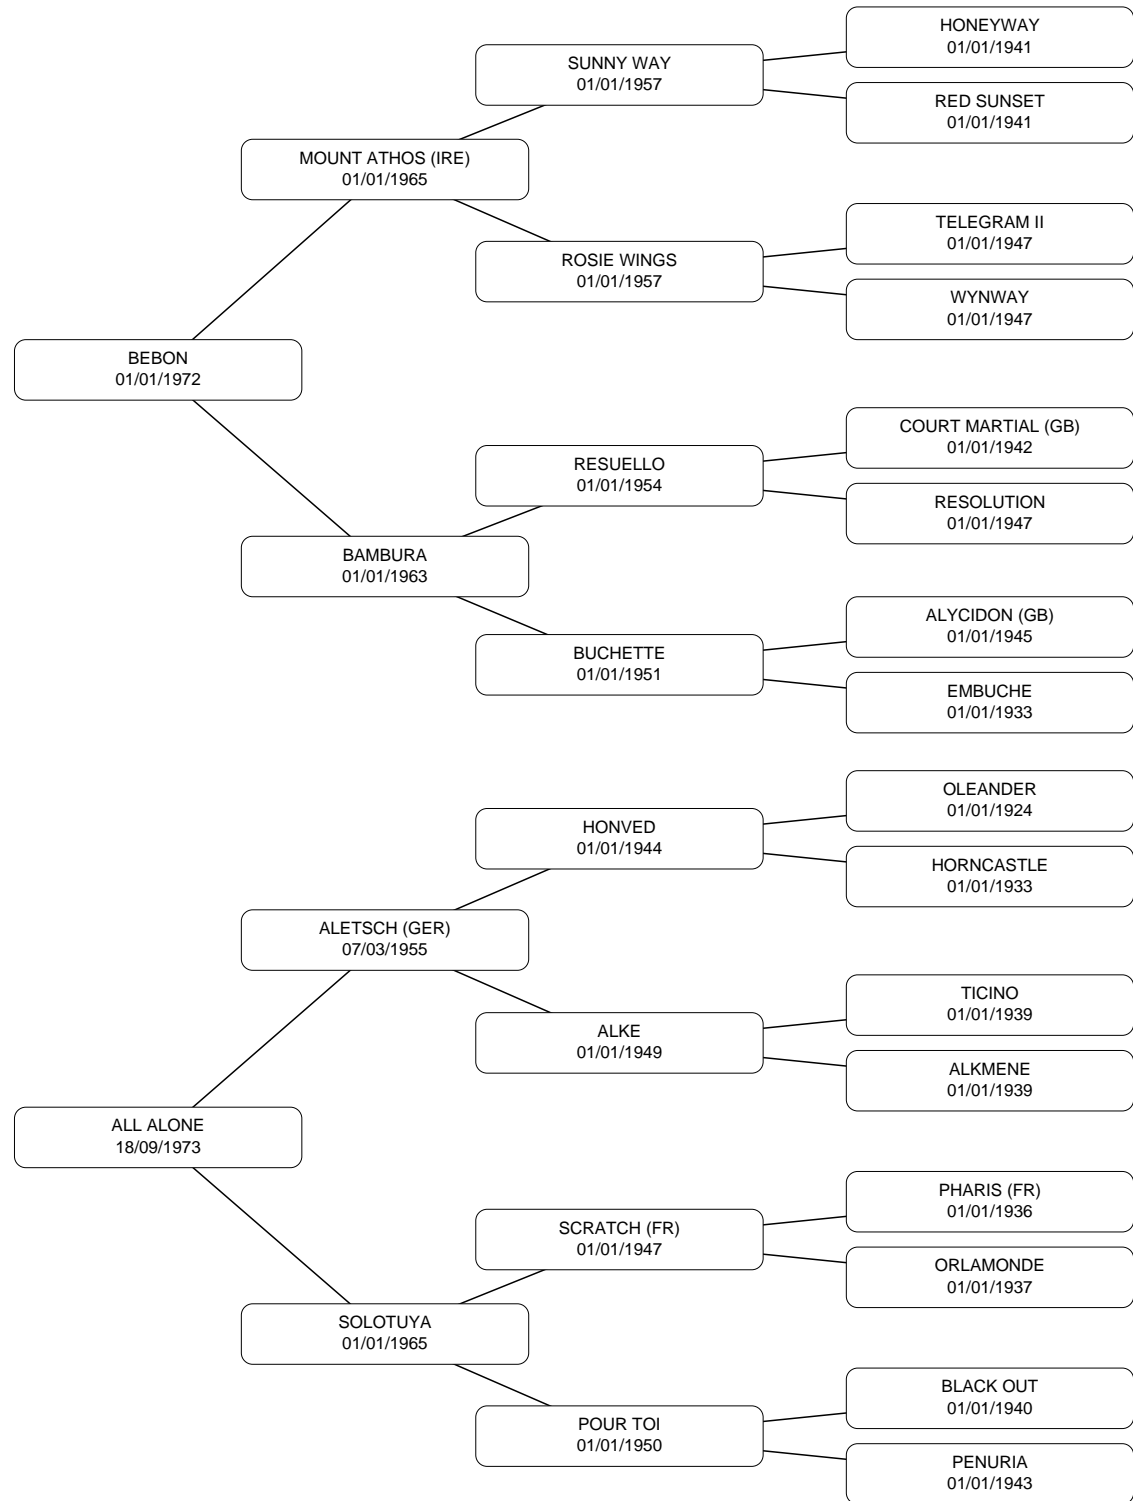 HONEYWAY
01/01/1941
SUNNY WAY
01/01/1957
RED SUNSET
01/01/1941
MOUNT ATHOS (IRE)
01/01/1965
TELEGRAM II
01/01/1947
ROSIE WINGS
01/01/1957
WYNWAY
01/01/1947
BEBON
01/01/1972
COURT MARTIAL (GB)
01/01/1942
RESUELLO
01/01/1954
RESOLUTION
01/01/1947
BAMBURA
01/01/1963
ALYCIDON (GB)
01/01/1945
BUCHETTE
01/01/1951
EMBUCHE
01/01/1933
OLEANDER
01/01/1924
HONVED
01/01/1944
HORNCASTLE
01/01/1933
ALETSCH (GER)
07/03/1955
TICINO
01/01/1939
ALKE
01/01/1949
ALKMENE
01/01/1939
ALL ALONE
18/09/1973
PHARIS (FR)
01/01/1936
SCRATCH (FR)
01/01/1947
ORLAMONDE
01/01/1937
SOLOTUYA
01/01/1965
BLACK OUT
01/01/1940
POUR TOI
01/01/1950
PENURIA
01/01/1943